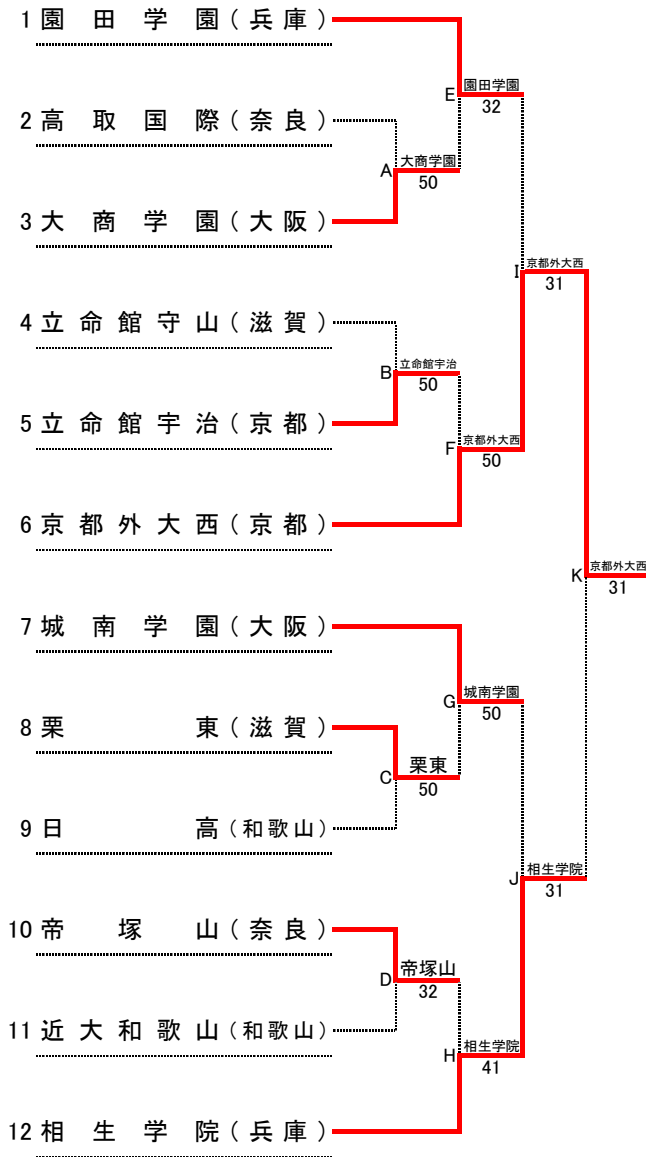 1 園田学園(兵庫)
園田学園
E
32
2 高取国際(奈良)
大商学園
A
50
3 大商学園(大阪)
京都外大西
I
31
4 立命館守山(滋賀)
立命館宇治
B
50
5 立命館宇治(京都)
京都外大西
F
50
6 京都外大西(京都)
京都外大西
K
31
7 城南学園(大阪)
城南学園
G
50
8 栗東(滋賀)
栗東
C
50
9 日高(和歌山)
相生学院
J
31
10 帝塚山(奈良)
帝塚山
D
32
11 近大和歌山(和歌山)
相生学院
H
41
12 相生学院(兵庫)